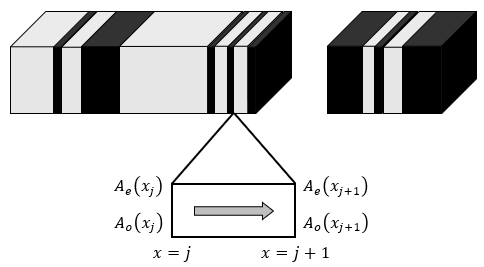 A_e(x_j) A_e(x_{j+1})
A_o(x_j) A_o(x_{j+1})
x = j x = j + 1